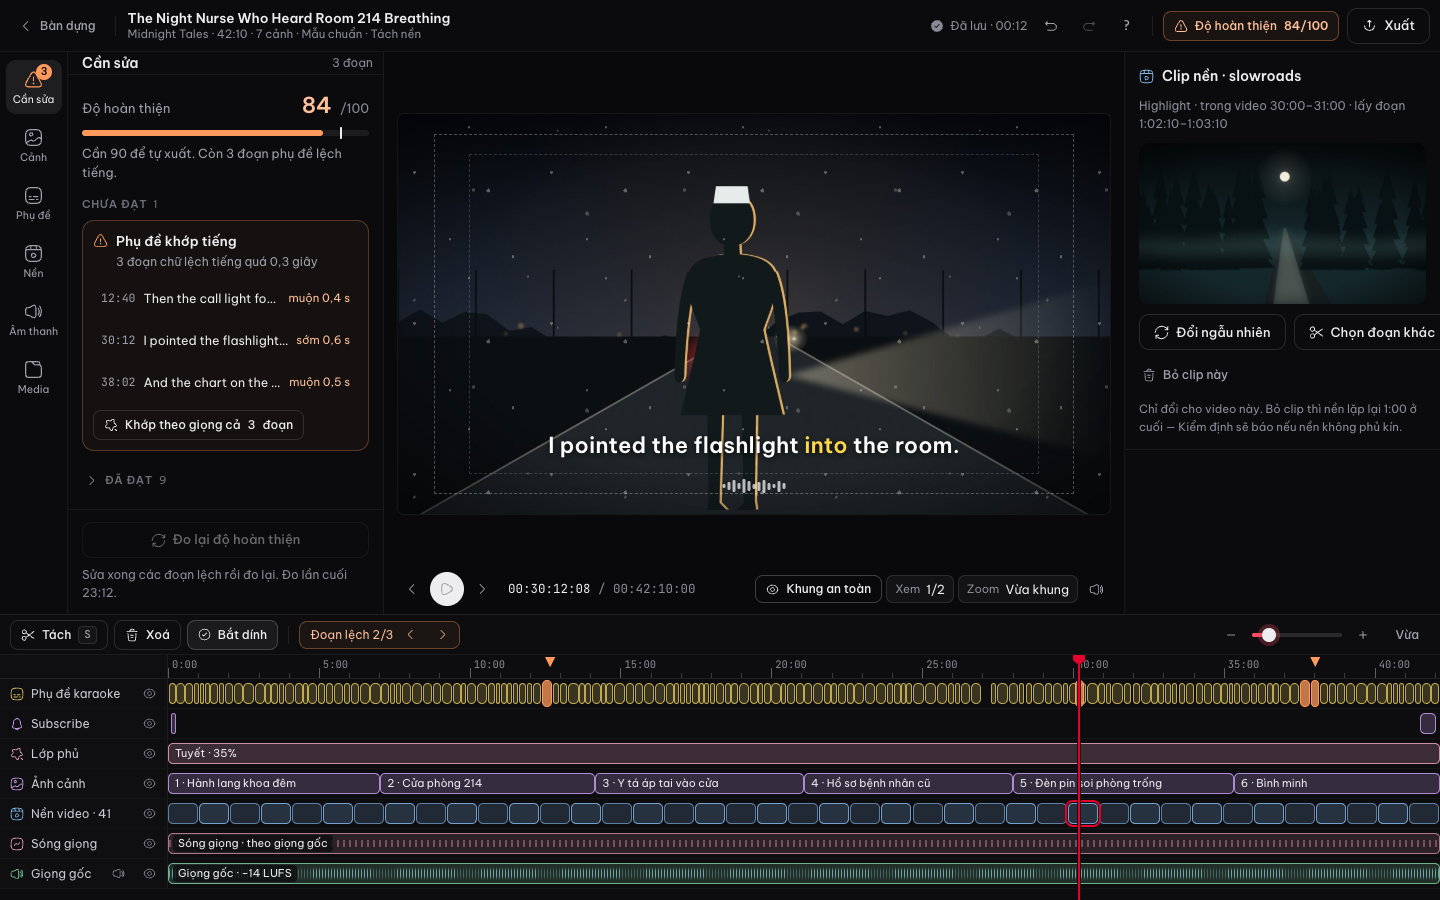 Bàn dựng
The Night Nurse Who Heard Room 214 Breathing
Midnight Tales · 42:10 · 7 cảnh · Mẫu chuẩn · Tách nền
Đã lưu · 00:12
?
Độ hoàn thiện 84/100
Xuất
3
Cần sửa
Cảnh
Phụ đề
Nền
Âm thanh
Media
Cần sửa
3 đoạn
Độ hoàn thiện
84 /100
Cần 90 để tự xuất. Còn 3 đoạn phụ đề lệch
tiếng.
CHƯA ĐẠT 1
Phụ đề khớp tiếng
3 đoạn chữ lệch tiếng quá 0,3 giây
12:40 Then the call light fo... muộn 0,4 s
30:12 I pointed the flashlight... sớm 0,6 s
38:02 And the chart on the ... muộn 0,5 s
Khớp theo giọng cả 3 đoạn
ĐÃ ĐẠT 9
Đo lại độ hoàn thiện
Sửa xong các đoạn lệch rồi đo lại. Đo lần cuối
23:12.
I pointed the flashlight into the room.
00:30:12:08 / 00:42:10:00
Khung an toàn
Xem 1/2
Zoom Vừa khung
Clip nền · slowroads
Highlight · trong video 30:00–31:00 · lấy đoạn
1:02:10–1:03:10
Đổi ngẫu nhiên
Chọn đoạn khác
Bỏ clip này
Chỉ đổi cho video này. Bỏ clip thì nền lặp lại 1:00 ở
cuối — Kiểm định sẽ báo nếu nền không phủ kín.
Tách S
Xoá
Bắt dính
Đoạn lệch 2/3
Vừa
0:00 5:00 10:00 15:00 20:00 25:00 30:00 35:00 40:00
Phụ đề karaoke
Subscribe
Lớp phủ
Tuyết · 35%
Ảnh cảnh
1 · Hành lang khoa đêm
2 · Cửa phòng 214
3 · Y tá áp tai vào cửa
4 · Hồ sơ bệnh nhân cũ
5 · Đèn pin soi phòng trống
6 · Bình minh
Nền video · 41
Sóng giọng
Sóng giọng · theo giọng gốc
Giọng gốc
Giọng gốc · −14 LUFS